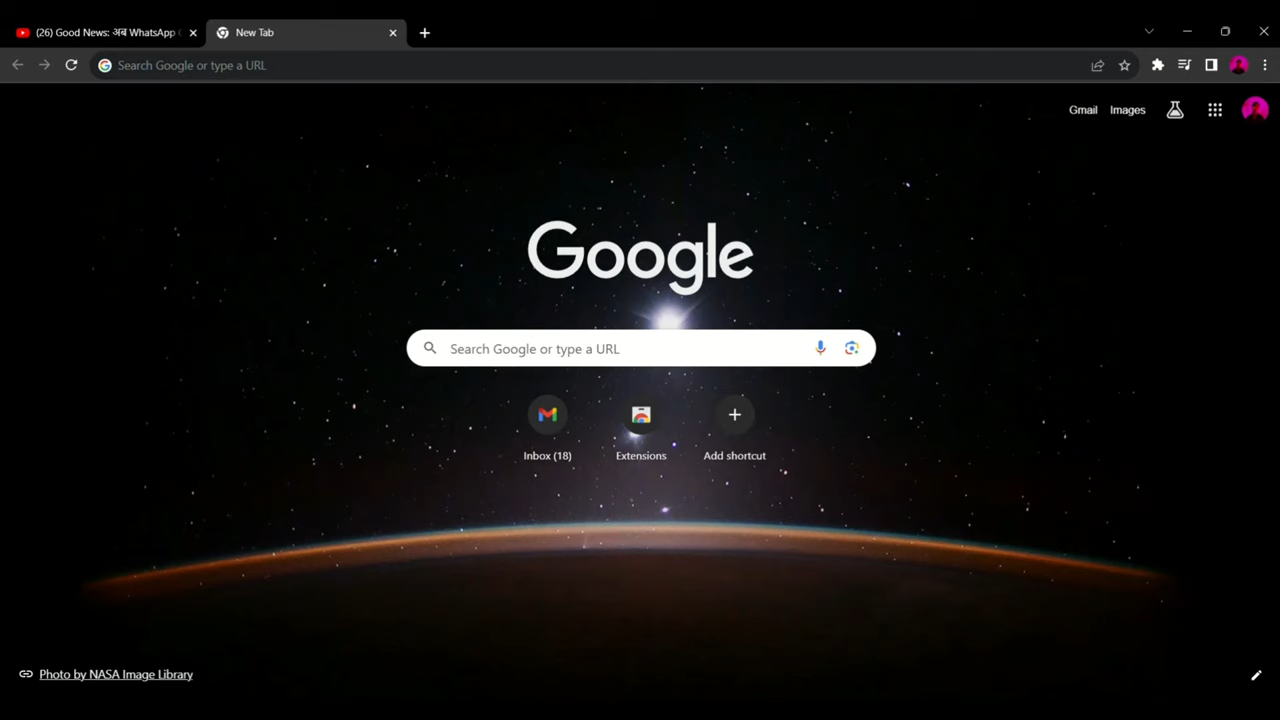 (26) Good News: अब WhatsApp
New Tab
Search Google or type a URL
Gmail
Images
Google
Search Google or type a URL
Inbox (18)
Extensions
Add shortcut
Photo by NASA Image Library